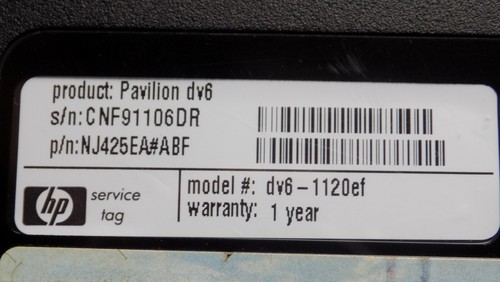 product: Pavilion dv6
s/n:CNF91106DR
p/n:NJ425EA#ABF
hp service tag
model #: dv6-1120ef
warranty: 1 year